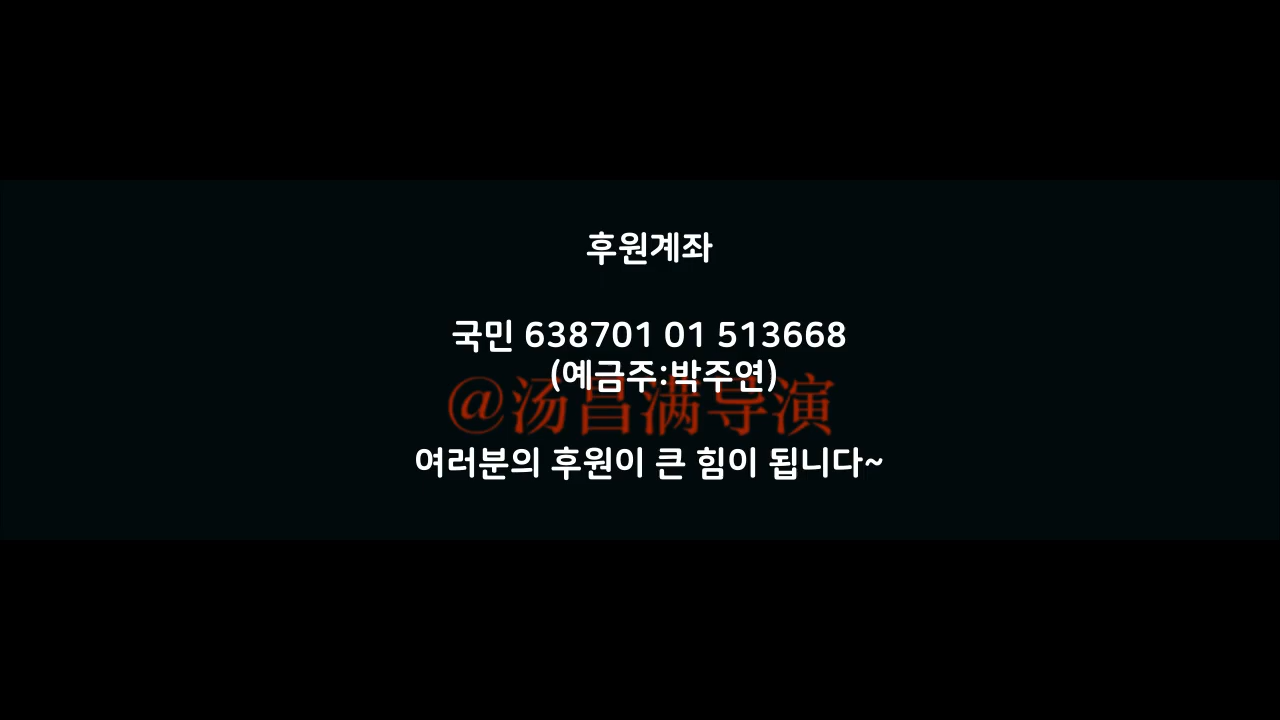 후원계좌
국민 638701 01 513668
(예금주:박주연)
@汤昌满导演
여러분의 후원이 큰 힘이 됩니다~